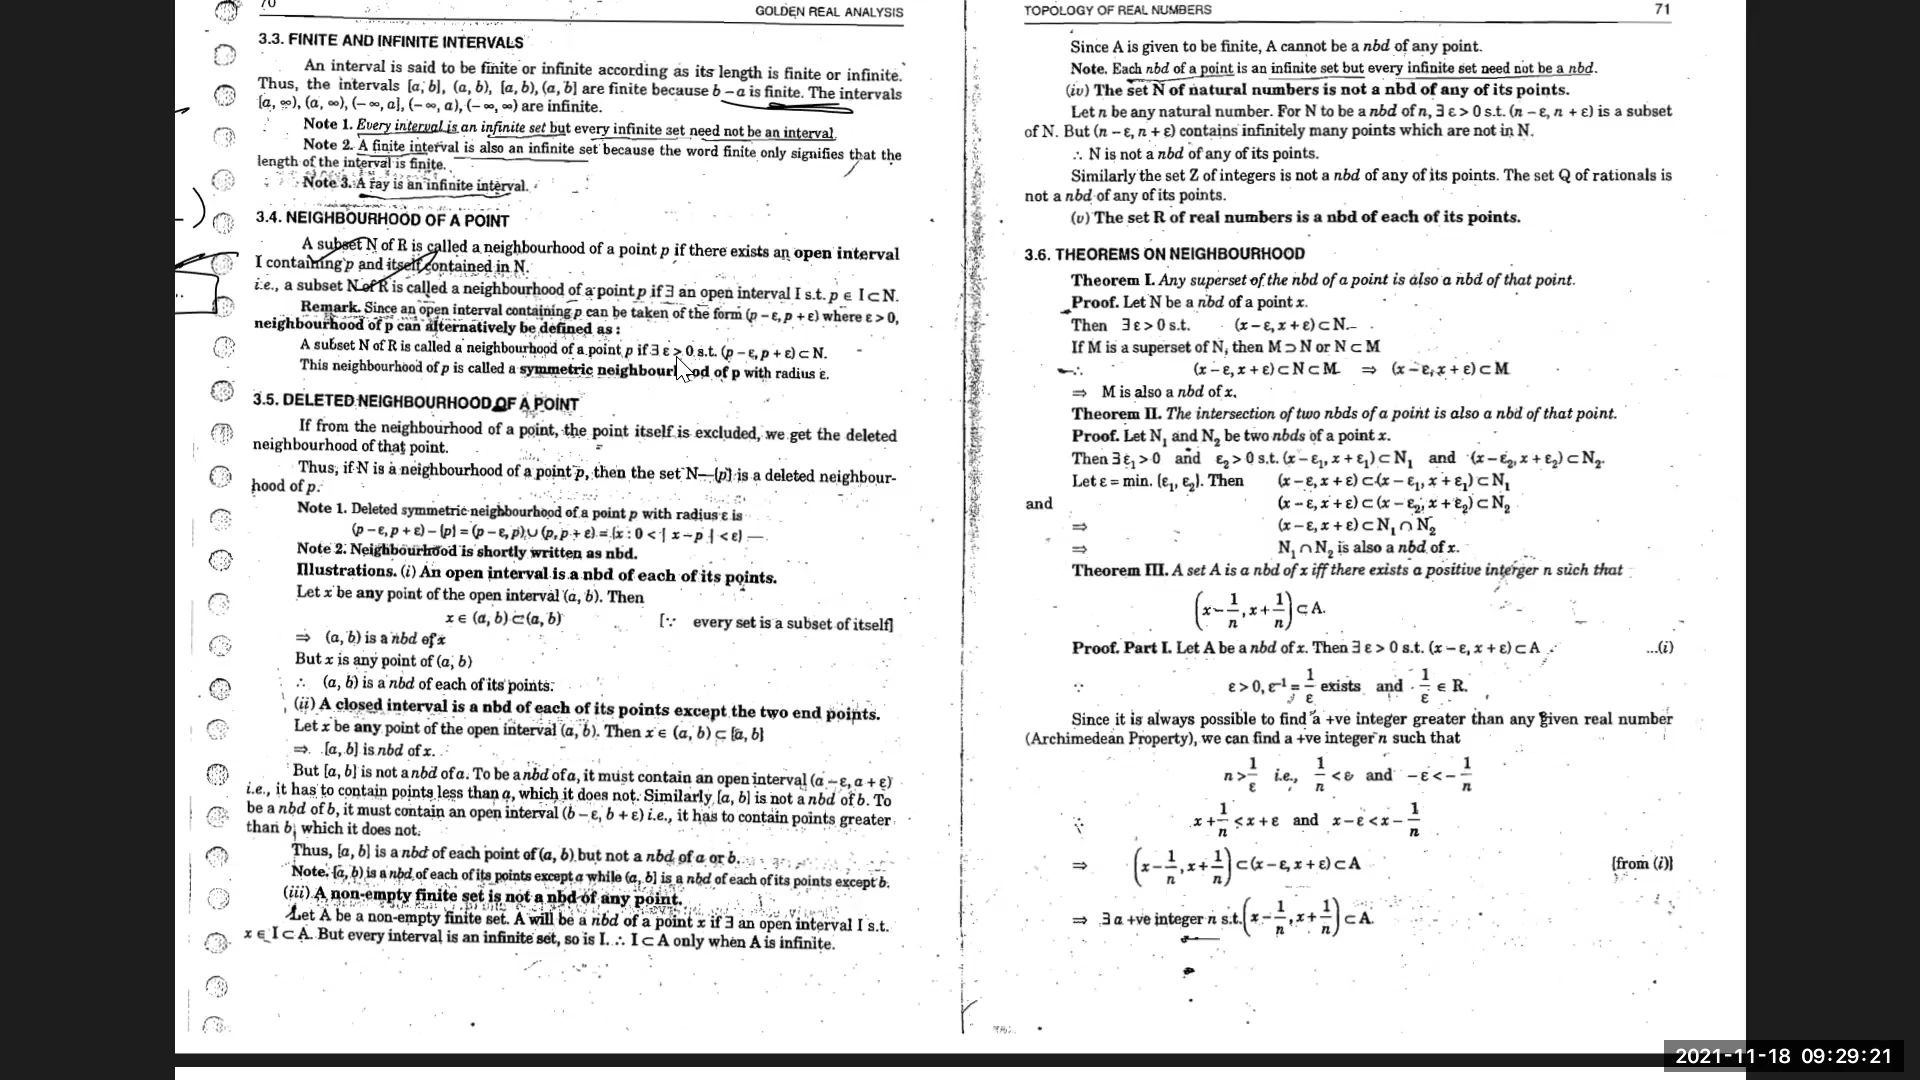 70
GOLDEN REAL ANALYSIS
3.3. FINITE AND INFINITE INTERVALS
An interval is said to be finite or infinite according as its length is finite or infinite.
Thus, the intervals [a, b], (a, b), [a, b), (a, b] are finite because b – a is finite. The intervals
[a, ∞), (a, ∞), (– ∞, a], (– ∞, a), (– ∞, ∞) are infinite.
Note 1. Every interval is an infinite set but every infinite set need not be an interval.
Note 2. A finite interval is also an infinite set because the word finite only signifies that the
length of the interval is finite.
Note 3. A ray is an infinite interval.
3.4. NEIGHBOURHOOD OF A POINT
A subset N of R is called a neighbourhood of a point p if there exists an open interval
I containing p and itself contained in N.
i.e., a subset N of R is called a neighbourhood of a point p if ∃ an open interval I s.t. p ∈ I ⊂ N.
Remark. Since an open interval containing p can be taken of the form (p – ε, p + ε) where ε > 0,
neighbourhood of p can alternatively be defined as :
A subset N of R is called a neighbourhood of a point p if ∃ ε > 0 s.t. (p – ε, p + ε) ⊂ N.
This neighbourhood of p is called a symmetric neighbourhood of p with radius ε.
3.5. DELETED NEIGHBOURHOOD OF A POINT
If from the neighbourhood of a point, the point itself is excluded, we get the deleted
neighbourhood of that point.
Thus, if N is a neighbourhood of a point p, then the set N – {p} is a deleted neighbour-
hood of p.
Note 1. Deleted symmetric neighbourhood of a point p with radius ε is
(p – ε, p + ε) – {p} = (p – ε, p) ∪ (p, p + ε) = {x : 0 < | x – p | < ε}
Note 2. Neighbourhood is shortly written as nbd.
Illustrations. (i) An open interval is a nbd of each of its points.
Let x be any point of the open interval (a, b). Then
x ∈ (a, b) ⊂ (a, b) [∵ every set is a subset of itself]
⇒ (a, b) is a nbd of x
But x is any point of (a, b)
∴ (a, b) is a nbd of each of its points.
(ii) A closed interval is a nbd of each of its points except the two end points.
Let x be any point of the open interval (a, b). Then x ∈ (a, b) ⊂ [a, b]
⇒ [a, b] is nbd of x.
But [a, b] is not a nbd of a. To be a nbd of a, it must contain an open interval (a – ε, a + ε)
i.e., it has to contain points less than a, which it does not. Similarly [a, b] is not a nbd of b. To
be a nbd of b, it must contain an open interval (b – ε, b + ε) i.e., it has to contain points greater
than b, which it does not.
Thus, [a, b] is a nbd of each point of (a, b) but not a nbd of a or b.
Note. [a, b) is a nbd of each of its points except a while (a, b] is a nbd of each of its points except b.
(iii) A non-empty finite set is not a nbd of any point.
Let A be a non-empty finite set. A will be a nbd of a point x if ∃ an open interval I s.t.
x ∈ I ⊂ A. But every interval is an infinite set, so is I. ∴ I ⊂ A only when A is infinite.
TOPOLOGY OF REAL NUMBERS
71
Since A is given to be finite, A cannot be a nbd of any point.
Note. Each nbd of a point is an infinite set but every infinite set need not be a nbd.
(iv) The set N of natural numbers is not a nbd of any of its points.
Let n be any natural number. For N to be a nbd of n, ∃ ε > 0 s.t. (n – ε, n + ε) is a subset
of N. But (n – ε, n + ε) contains infinitely many points which are not in N.
∴ N is not a nbd of any of its points.
Similarly the set Z of integers is not a nbd of any of its points. The set Q of rationals is
not a nbd of any of its points.
(v) The set R of real numbers is a nbd of each of its points.
3.6. THEOREMS ON NEIGHBOURHOOD
Theorem I. Any superset of the nbd of a point is also a nbd of that point.
Proof. Let N be a nbd of a point x.
Then ∃ ε > 0 s.t. (x – ε, x + ε) ⊂ N.
If M is a superset of N, then M ⊃ N or N ⊂ M
∴ (x – ε, x + ε) ⊂ N ⊂ M ⇒ (x – ε, x + ε) ⊂ M
⇒ M is also a nbd of x.
Theorem II. The intersection of two nbds of a point is also a nbd of that point.
Proof. Let N₁ and N₂ be two nbds of a point x.
Then ∃ ε₁ > 0 and ε₂ > 0 s.t. (x – ε₁, x + ε₁) ⊂ N₁ and (x – ε₂, x + ε₂) ⊂ N₂.
Let ε = min. {ε₁, ε₂}. Then (x – ε, x + ε) ⊂ (x – ε₁, x + ε₁) ⊂ N₁
and (x – ε, x + ε) ⊂ (x – ε₂, x + ε₂) ⊂ N₂
⇒ (x – ε, x + ε) ⊂ N₁ ∩ N₂
⇒ N₁ ∩ N₂ is also a nbd of x.
Theorem III. A set A is a nbd of x iff there exists a positive interger n such that
(x – 1/n, x + 1/n) ⊂ A.
Proof. Part I. Let A be a nbd of x. Then ∃ ε > 0 s.t. (x – ε, x + ε) ⊂ A ...(i)
∵ ε > 0, ε⁻¹ = 1/ε exists and 1/ε ∈ R.
Since it is always possible to find a +ve integer greater than any given real number
(Archimedean Property), we can find a +ve integer n such that
n > 1/ε i.e., 1/n < ε and – ε < – 1/n
∵ x + 1/n < x + ε and x – ε < x – 1/n
⇒ (x – 1/n, x + 1/n) ⊂ (x – ε, x + ε) ⊂ A [from (i)]
⇒ ∃ a +ve integer n s.t. (x – 1/n, x + 1/n) ⊂ A.
2021-11-18 09:29:21